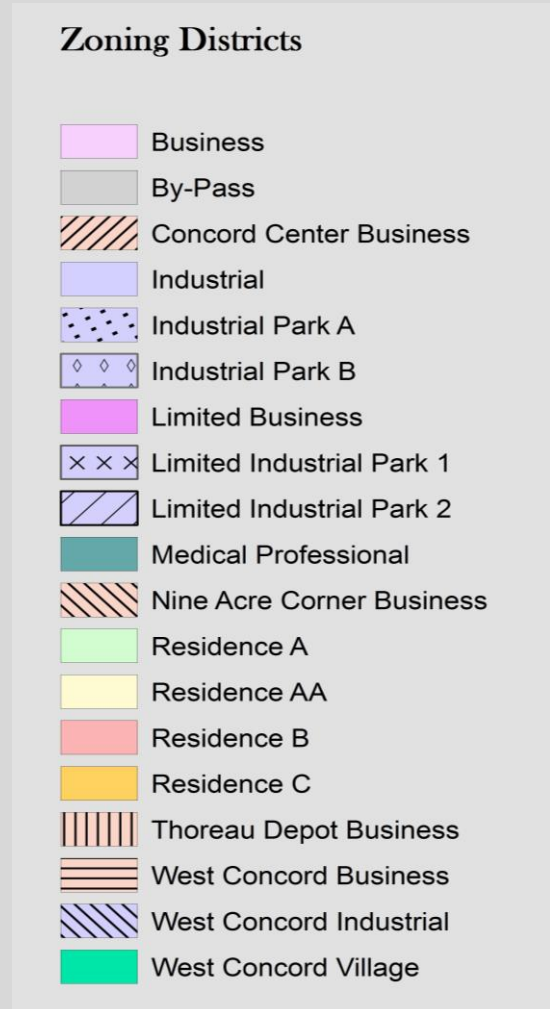 Zoning Districts
Business
By-Pass
Concord Center Business
Industrial
Industrial Park A
Industrial Park B
Limited Business
Limited Industrial Park 1
Limited Industrial Park 2
Medical Professional
Nine Acre Corner Business
Residence A
Residence AA
Residence B
Residence C
Thoreau Depot Business
West Concord Business
West Concord Industrial
West Concord Village